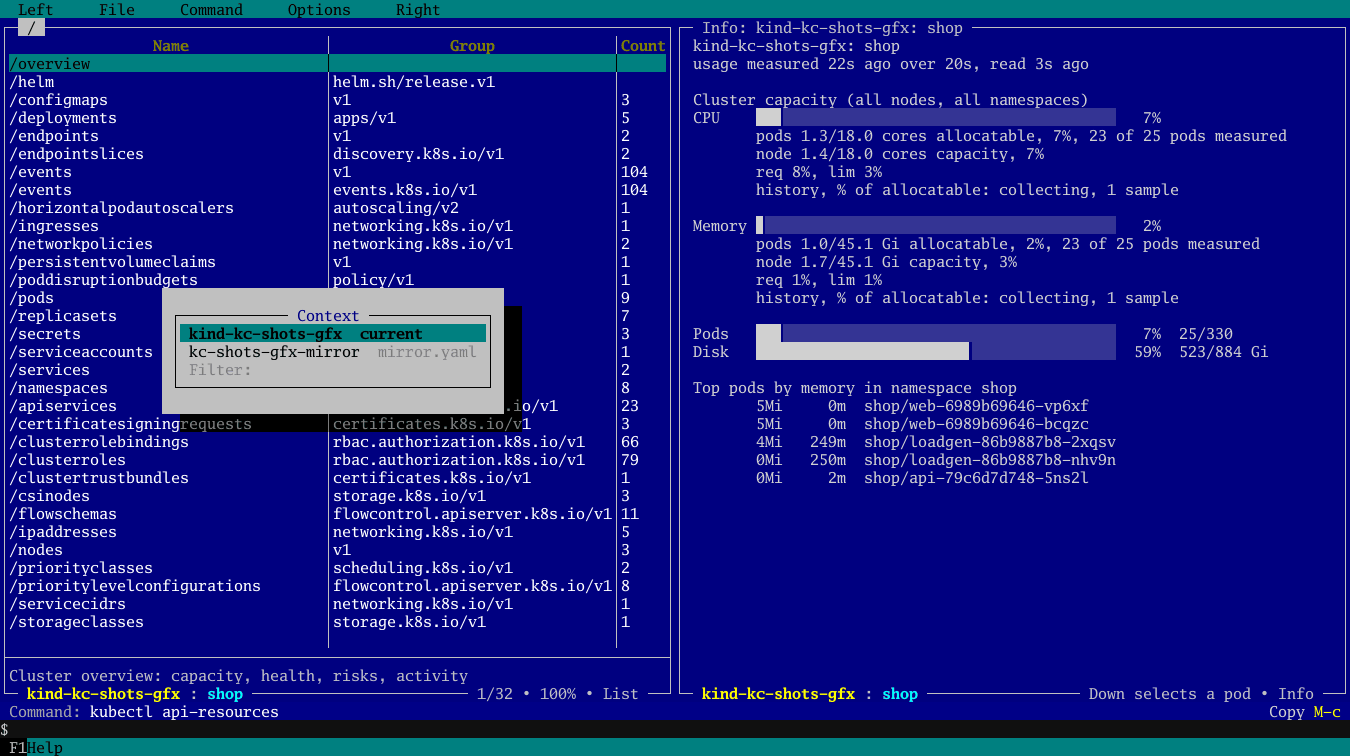 Left File Command Options Right
/
Name Group Count
/overview
/helm helm.sh/release.v1
/configmaps v1 3
/deployments apps/v1 5
/endpoints v1 2
/endpointslices discovery.k8s.io/v1 2
/events v1 104
/events events.k8s.io/v1 104
/horizontalpodautoscalers autoscaling/v2 1
/ingresses networking.k8s.io/v1 1
/networkpolicies networking.k8s.io/v1 2
/persistentvolumeclaims v1 1
/poddisruptionbudgets policy/v1 1
/pods 9
/replicasets 7
/secrets 3
/serviceaccounts 1
/services 2
/namespaces 8
/apiservices .io/v1 23
/certificatesigningrequests certificates.k8s.io/v1 3
/clusterrolebindings rbac.authorization.k8s.io/v1 66
/clusterroles rbac.authorization.k8s.io/v1 79
/clustertrustbundles certificates.k8s.io/v1 1
/csinodes storage.k8s.io/v1 3
/flowschemas flowcontrol.apiserver.k8s.io/v1 11
/ipaddresses networking.k8s.io/v1 5
/nodes v1 3
/priorityclasses scheduling.k8s.io/v1 2
/prioritylevelconfigurations flowcontrol.apiserver.k8s.io/v1 8
/servicecidrs networking.k8s.io/v1 1
/storageclasses storage.k8s.io/v1 1
Context
kind-kc-shots-gfx current
kc-shots-gfx-mirror mirror.yaml
Filter:
Cluster overview: capacity, health, risks, activity
kind-kc-shots-gfx : shop 1/32 • 100% • List
Info: kind-kc-shots-gfx: shop
kind-kc-shots-gfx: shop
usage measured 22s ago over 20s, read 3s ago
Cluster capacity (all nodes, all namespaces)
CPU 7%
pods 1.3/18.0 cores allocatable, 7%, 23 of 25 pods measured
node 1.4/18.0 cores capacity, 7%
req 8%, lim 3%
history, % of allocatable: collecting, 1 sample
Memory 2%
pods 1.0/45.1 Gi allocatable, 2%, 23 of 25 pods measured
node 1.7/45.1 Gi capacity, 3%
req 1%, lim 1%
history, % of allocatable: collecting, 1 sample
Pods 7% 25/330
Disk 59% 523/884 Gi
Top pods by memory in namespace shop
5Mi 0m shop/web-6989b69646-vp6xf
5Mi 0m shop/web-6989b69646-bcqzc
4Mi 249m shop/loadgen-86b9887b8-2xqsv
0Mi 250m shop/loadgen-86b9887b8-nhv9n
0Mi 2m shop/api-79c6d7d748-5ns2l
kind-kc-shots-gfx : shop Down selects a pod • Info
Command: kubectl api-resources Copy M-c
$
F1Help